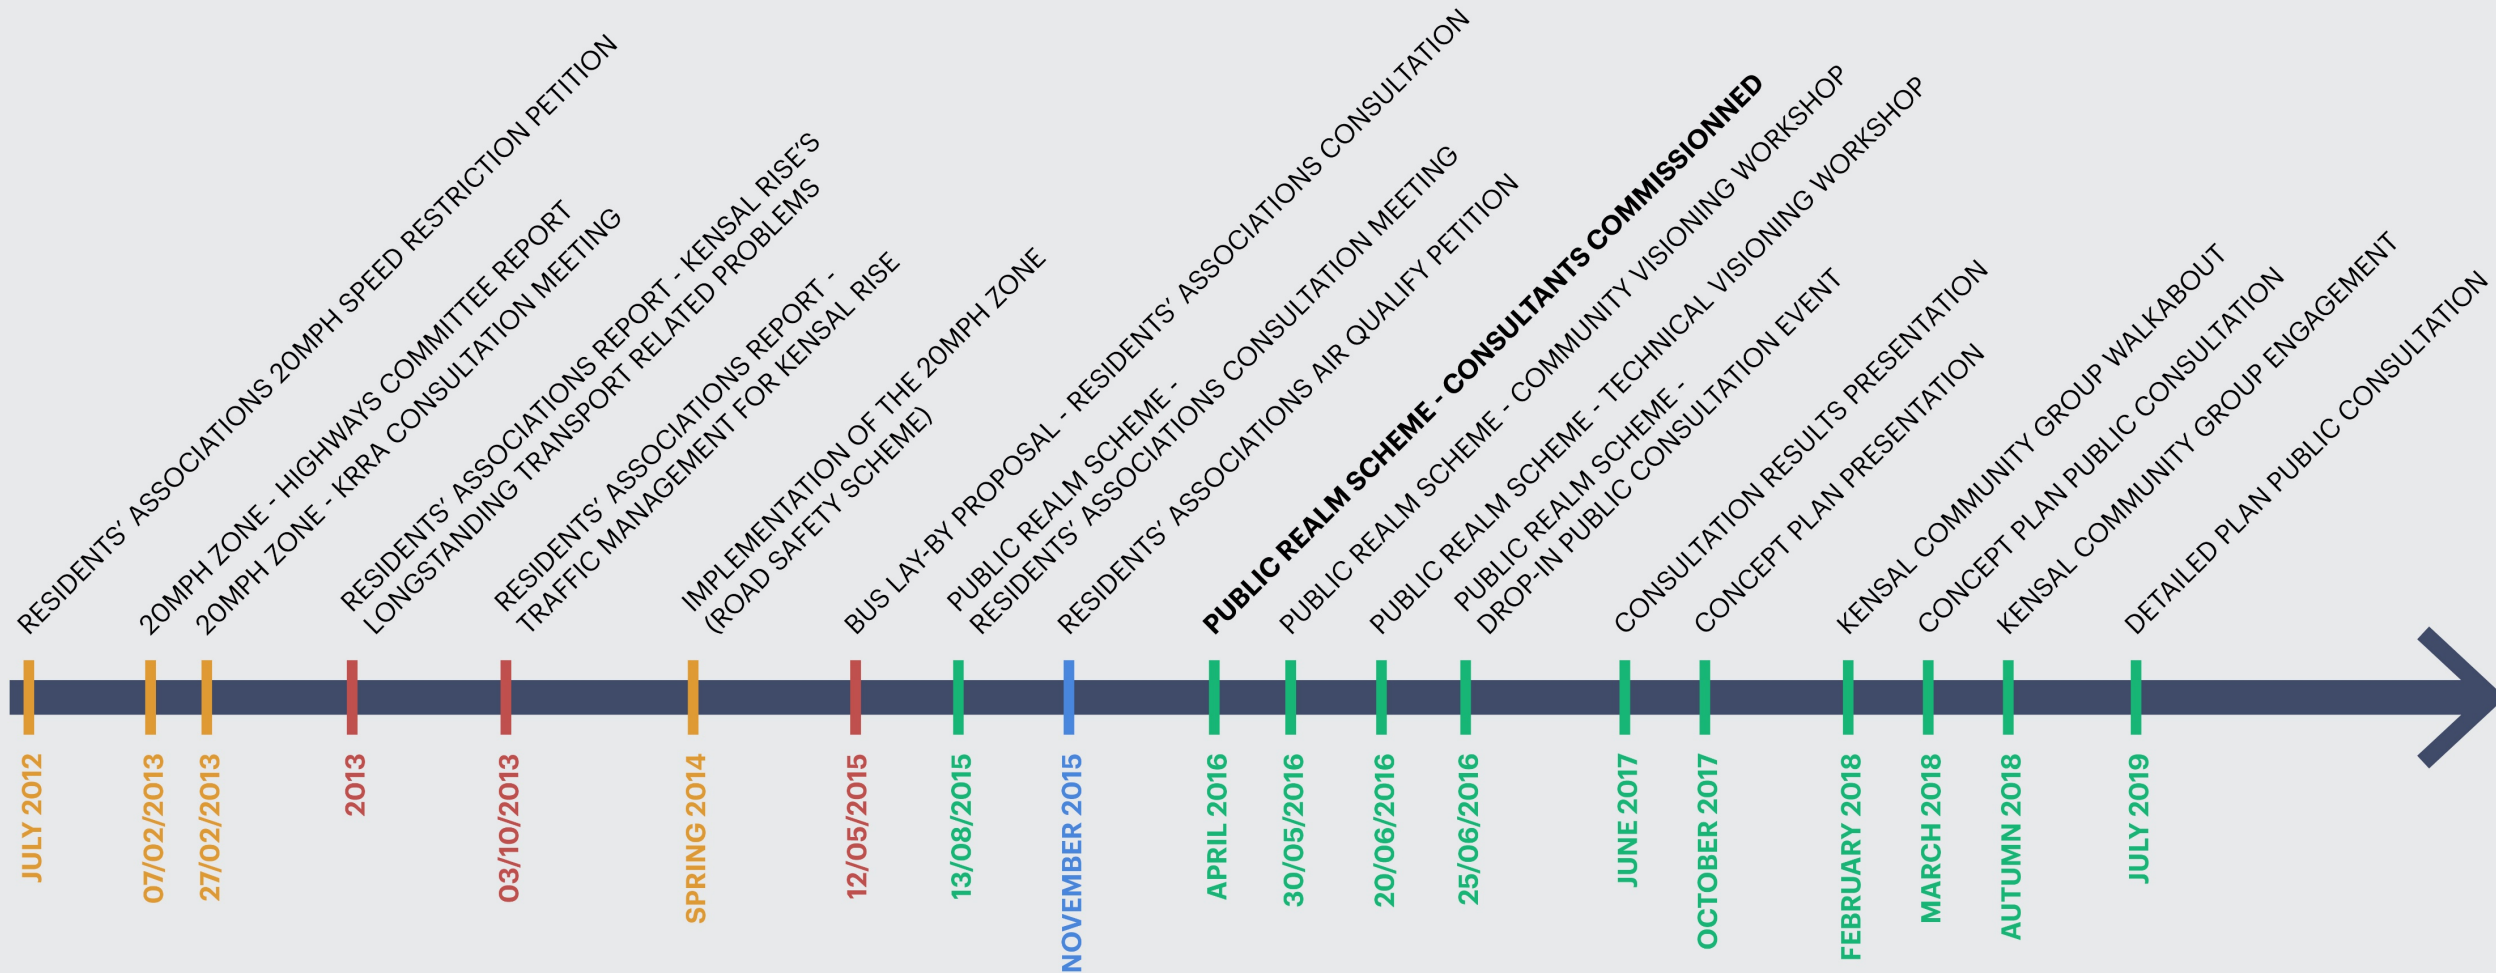 RESIDENTS' ASSOCIATIONS 20MPH SPEED RESTRICTION PETITION
20MPH ZONE - HIGHWAYS COMMITTEE REPORT
20MPH ZONE - KRRA CONSULTATION MEETING
RESIDENTS' ASSOCIATIONS REPORT - KENSAL RISE'S
LONGSTANDING TRANSPORT RELATED PROBLEMS
RESIDENTS' ASSOCIATIONS REPORT -
TRAFFIC MANAGEMENT FOR KENSAL RISE
IMPLEMENTATION OF THE 20MPH ZONE
(ROAD SAFETY SCHEME)
BUS LAY-BY PROPOSAL - RESIDENTS' ASSOCIATIONS CONSULTATION
PUBLIC REALM SCHEME -
RESIDENTS' ASSOCIATIONS CONSULTATION MEETING
RESIDENTS' ASSOCIATIONS AIR QUALIFY PETITION
PUBLIC REALM SCHEME - CONSULTANTS COMMISSIONNED
PUBLIC REALM SCHEME - COMMUNITY VISIONING WORKSHOP
PUBLIC REALM SCHEME - TECHNICAL VISIONING WORKSHOP
PUBLIC REALM SCHEME -
DROP-IN PUBLIC CONSULTATION EVENT
CONSULTATION RESULTS PRESENTATION
CONCEPT PLAN PRESENTATION
KENSAL COMMUNITY GROUP WALKABOUT
CONCEPT PLAN PUBLIC CONSULTATION
KENSAL COMMUNITY GROUP ENGAGEMENT
DETAILED PLAN PUBLIC CONSULTATION
JULY 2012
07/02/2013
27/02/2013
2013
03/10/2013
SPRING 2014
12/05/2015
13/08/2015
NOVEMBER 2015
APRIL 2016
30/05/2016
20/06/2016
25/06/2016
JUNE 2017
OCTOBER 2017
FEBRUARY 2018
MARCH 2018
AUTUMN 2018
JULY 2019